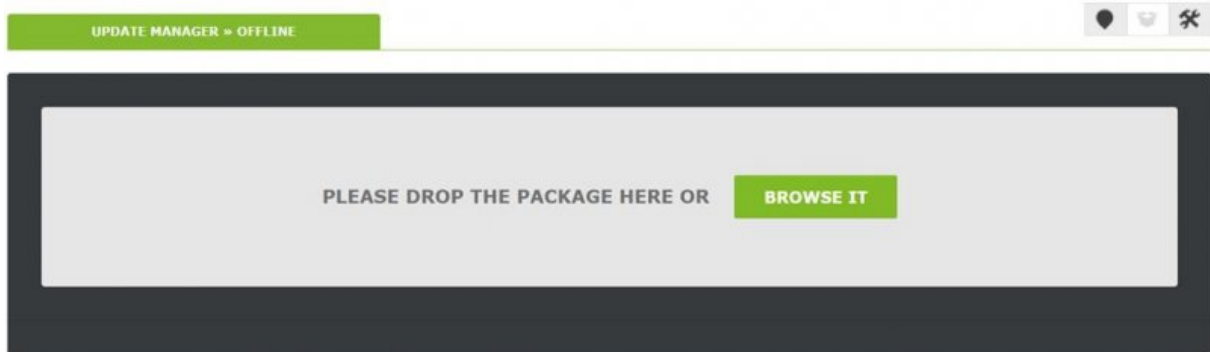 UPDATE MANAGER » OFFLINE
PLEASE DROP THE PACKAGE HERE OR
BROWSE IT